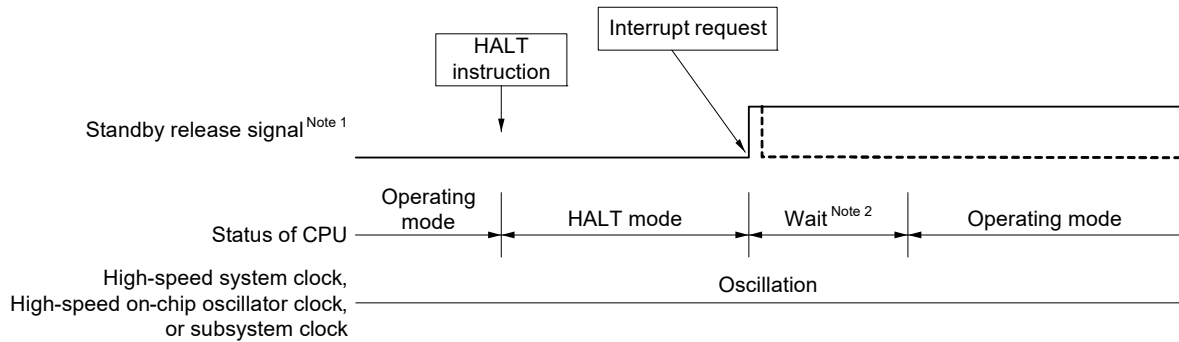 Interrupt request
HALT
instruction
Standby release signal Note 1
Operating
mode
HALT mode
Wait Note 2
Operating mode
Status of CPU
High-speed system clock,
High-speed on-chip oscillator clock,
or subsystem clock
Oscillation